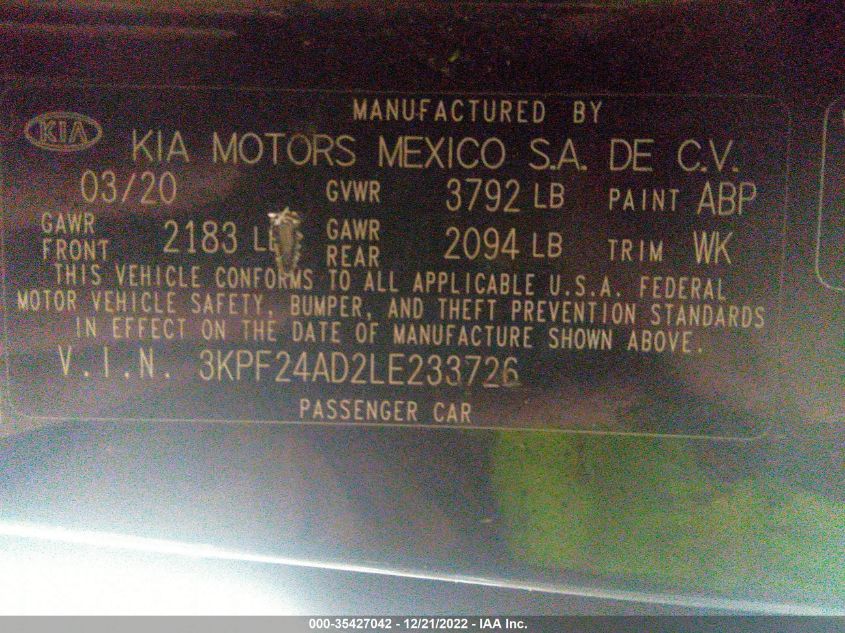 MANUFACTURED BY
KIA
KIA MOTORS MEXICO S.A. DE C.V.
03/20 GVWR 3792 LB PAINT ABP
GAWR FRONT 2183 GAWR REAR 2094 LB TRIM WK
THIS VEHICLE CONFORMS TO ALL APPLICABLE U.S.A. FEDERAL
MOTOR VEHICLE SAFETY, BUMPER, AND THEFT PREVENTION STANDARDS
IN EFFECT ON THE DATE OF MANUFACTURE SHOWN ABOVE.
V.I.N. 3KPF24AD2LE233726
PASSENGER CAR
000-35427042 - 12/21/2022 - IAA Inc.